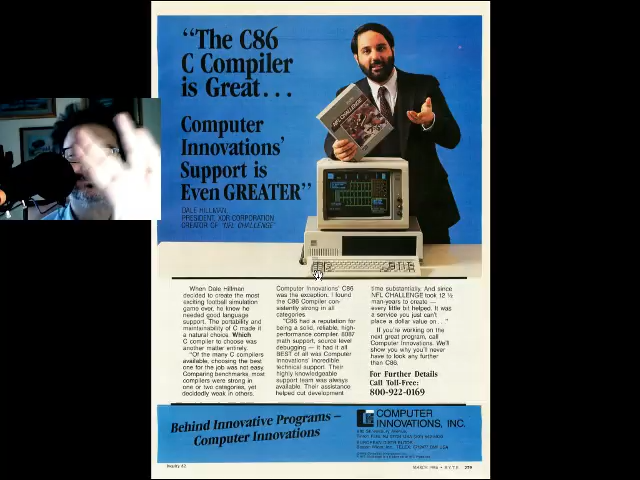 “The C86
C Compiler
is Great...
Computer
Innovations’
Support is
Even GREATER”
DALE HILLMAN
PRESIDENT, XOR CORPORATION
CREATOR OF "NFL CHALLENGE"
NFL CHALLENGE
When Dale Hillman
decided to create the most
exciting football simulation
game ever, he knew he
needed good language
support. The portability and
maintainability of C made it
a natural choice. Which
C compiler to choose was
another matter entirely.
"Of the many C compilers
available, choosing the best
one for the job was not easy.
Comparing benchmarks, most
compilers were strong in
one or two categories, yet
decidedly weak in others.
Computer Innovations' C86
was the exception. I found
the C86 Compiler con-
sistently strong in all
categories.
"C86 had a reputation for
being a solid, reliable, high-
performance compiler. 8087
math support, source level
debugging — it had it all.
BEST of all was Computer
Innovations' incredible
technical support. Their
highly knowledgeable
support team was always
available. Their assistance
helped cut development
time substantially. And since
NFL CHALLENGE took 12 ½
man-years to create —
every little bit helped. It
was a service you just can't
place a dollar value on..."
If you're working on the
next great program, call
Computer Innovations. We'll
show you why you'll never
have to look any further
than C86.
For Further Details
Call Toll-Free:
800-922-0169
Behind Innovative Programs —
Computer Innovations
COMPUTER
INNOVATIONS, INC.
Inquiry 62
MARCH 1986 • BYTE 229